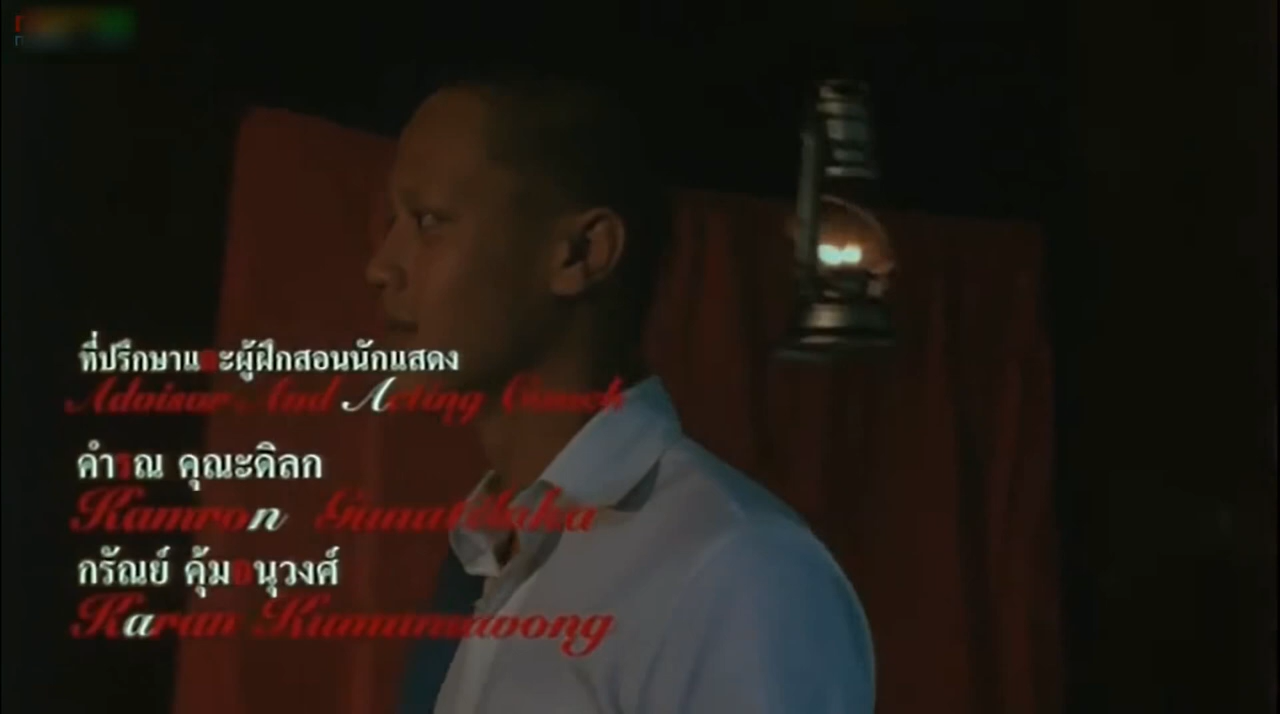 ที่ปรึกษาและผู้ฝึกสอนนักแสดง
Advisor And Acting Coach
คำรณ คุณะดิลก
Kamron Gunatilaka
กรัณย์ คุ้มอนุวงศ์
Karan Kumanuwong